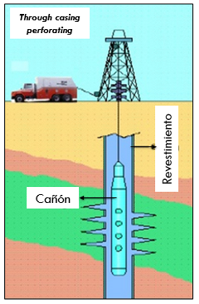 Through casing
perforating
Revestimiento
Cañón